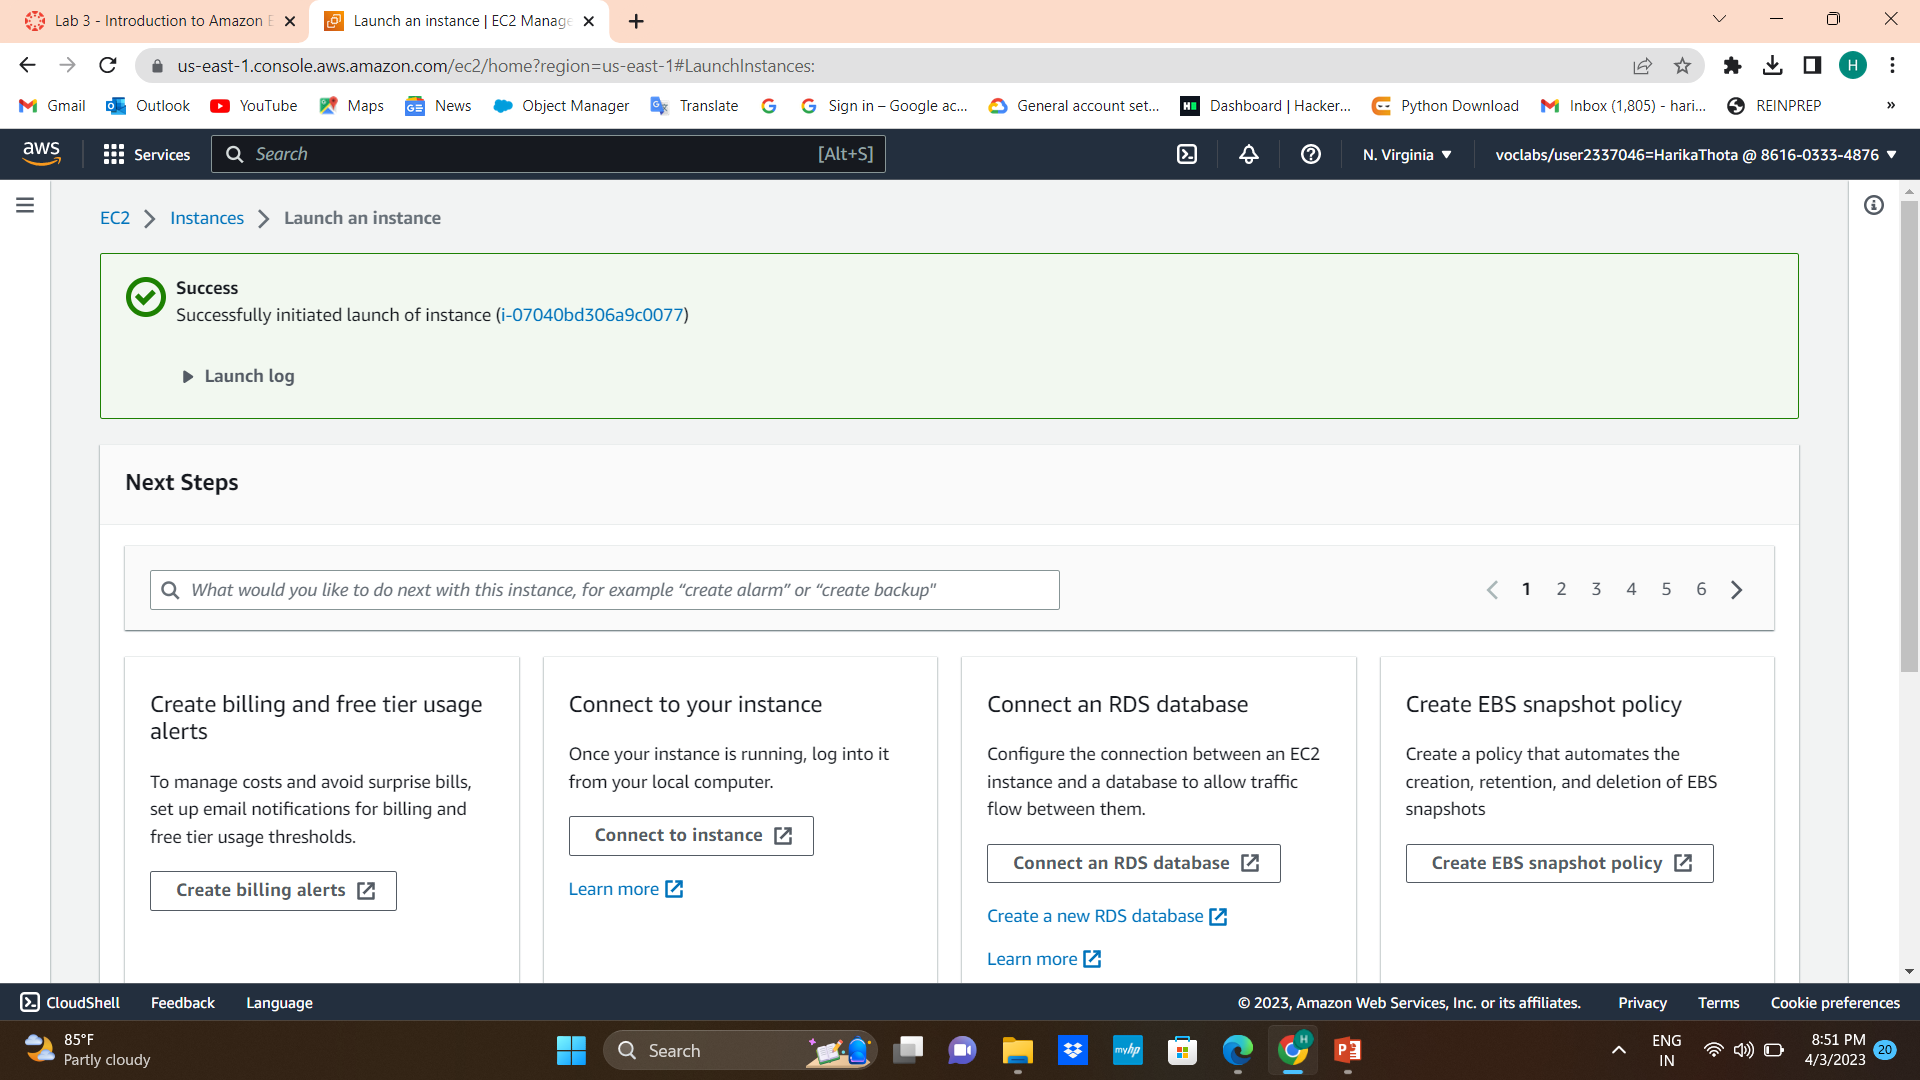 Lab 3 - Introduction to Amazon E
Launch an instance | EC2 Manage
us-east-1.console.aws.amazon.com/ec2/home?region=us-east-1#LaunchInstances:
H
Gmail
Outlook
YouTube
Maps
News
Object Manager
Translate
Sign in – Google ac...
General account set...
Dashboard | Hacker...
Python Download
Inbox (1,805) - hari...
REINPREP
»
aws
Services
Search
[Alt+S]
N. Virginia
voclabs/user2337046=HarikaThota @ 8616-0333-4876
EC2
Instances
Launch an instance
Success
Successfully initiated launch of instance (i-07040bd306a9c0077)
Launch log
Next Steps
What would you like to do next with this instance, for example “create alarm” or “create backup"
1 2 3 4 5 6
Create billing and free tier usage
alerts
To manage costs and avoid surprise bills,
set up email notifications for billing and
free tier usage thresholds.
Create billing alerts
Connect to your instance
Once your instance is running, log into it
from your local computer.
Connect to instance
Learn more
Connect an RDS database
Configure the connection between an EC2
instance and a database to allow traffic
flow between them.
Connect an RDS database
Create a new RDS database
Learn more
Create EBS snapshot policy
Create a policy that automates the
creation, retention, and deletion of EBS
snapshots
Create EBS snapshot policy
CloudShell
Feedback
Language
© 2023, Amazon Web Services, Inc. or its affiliates.
Privacy
Terms
Cookie preferences
85°F
Partly cloudy
Search
myhp
H
P
ENG
IN
8:51 PM
4/3/2023
20